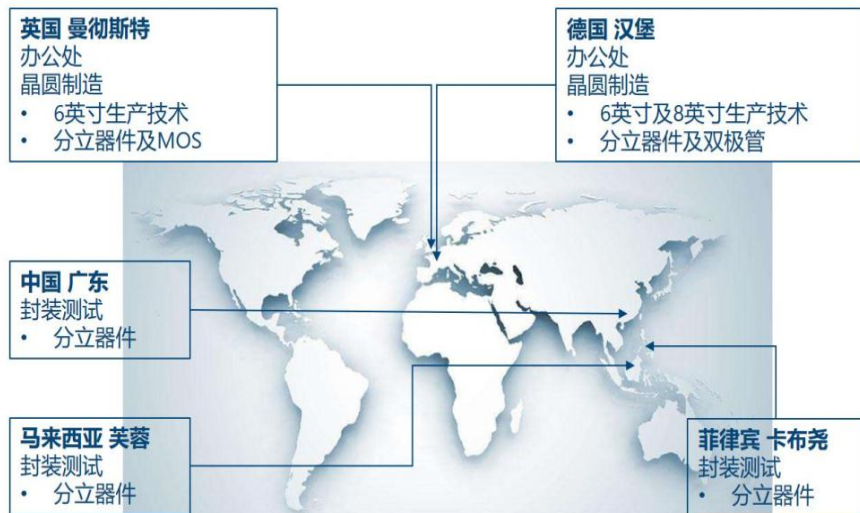 英国 曼彻斯特
办公处
晶圆制造
• 6英寸生产技术
• 分立器件及MOS
德国 汉堡
办公处
晶圆制造
• 6英寸及8英寸生产技术
• 分立器件及双极管
中国 广东
封装测试
• 分立器件
马来西亚 芙蓉
封装测试
• 分立器件
菲律宾 卡布尧
封装测试
• 分立器件